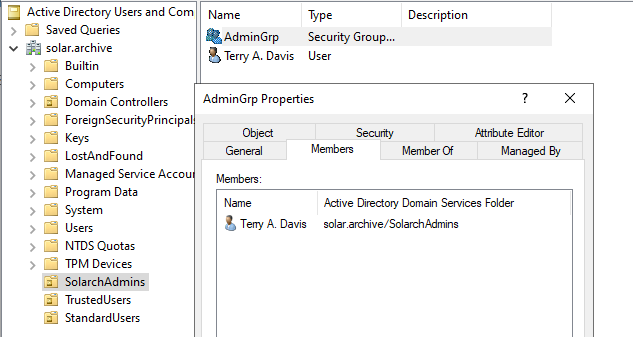 Active Directory Users and Com
Saved Queries
solar.archive
Builtin
Computers
Domain Controllers
ForeignSecurityPrincipals
Keys
LostAndFound
Managed Service Accou
Program Data
System
Users
NTDS Quotas
TPM Devices
SolarchAdmins
TrustedUsers
StandardUsers
Name Type Description
AdminGrp Security Group...
Terry A. Davis User
AdminGrp Properties ?
Object Security Attribute Editor
General Members Member Of Managed By
Members:
Name Active Directory Domain Services Folder
Terry A. Davis solar.archive/SolarchAdmins